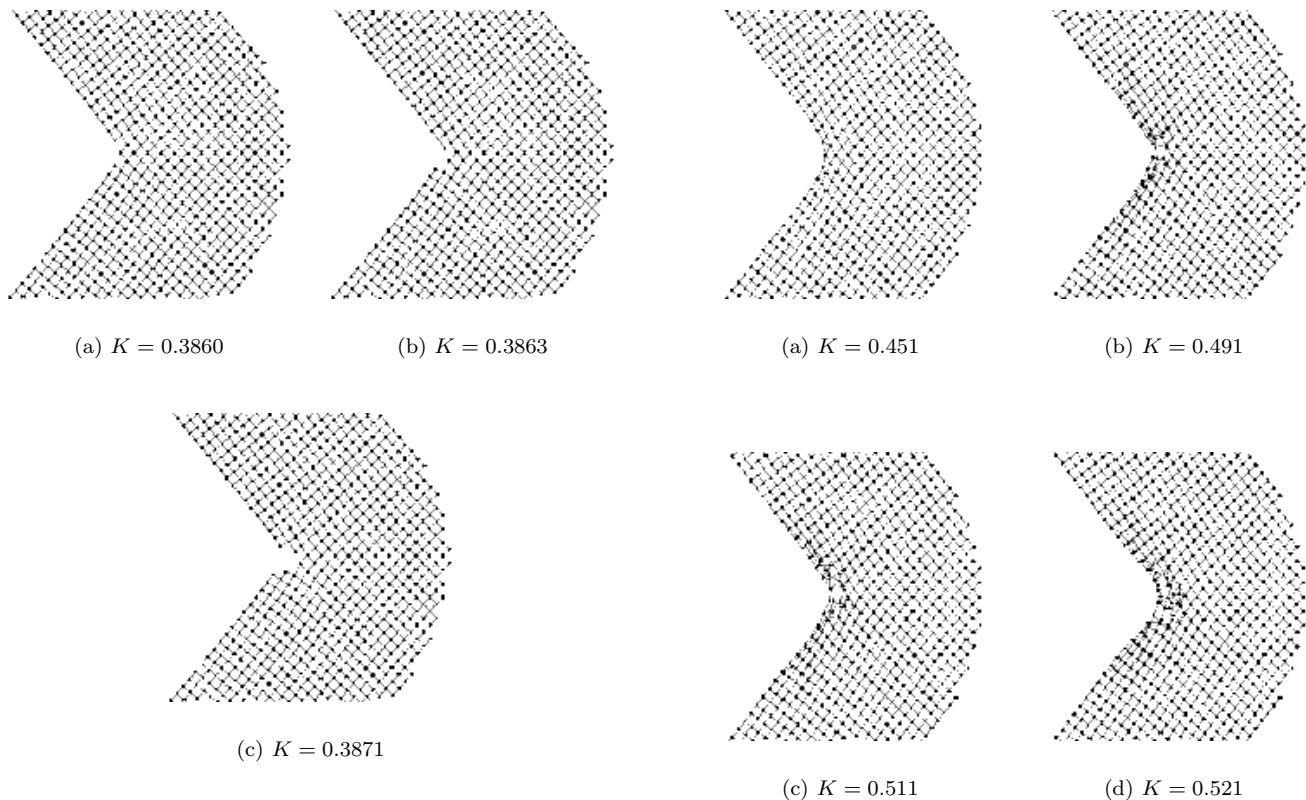 (a) K = 0.3860
(b) K = 0.3863
(c) K = 0.3871
(a) K = 0.451
(b) K = 0.491
(c) K = 0.511
(d) K = 0.521